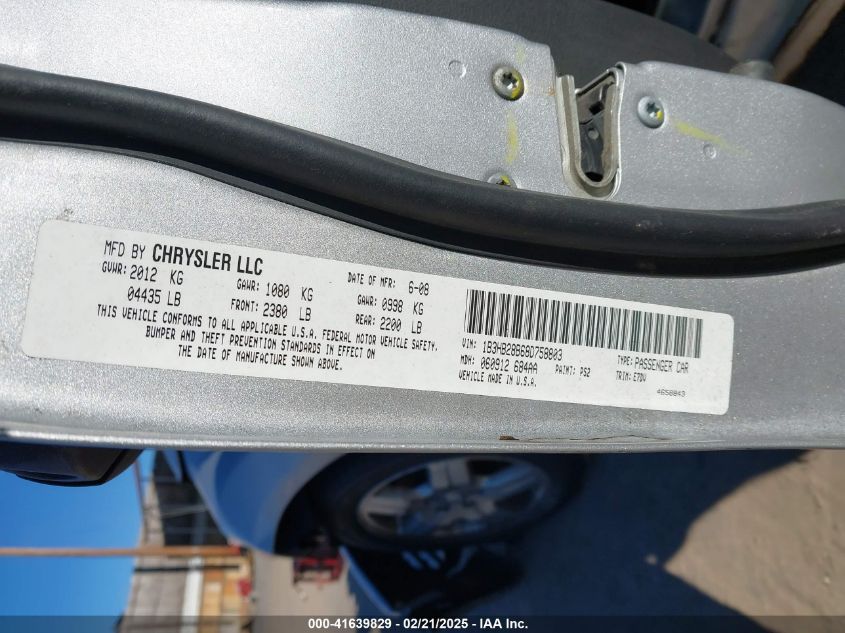 MFD BY CHRYSLER LLC
DATE OF MFR: 6-08
GVWR: 2012 KG
GAWR: 1080 KG
GAWR: 0998 KG
04435 LB
FRONT: 2380 LB
REAR: 2200 LB
THIS VEHICLE CONFORMS TO ALL APPLICABLE U.S.A. FEDERAL MOTOR VEHICLE SAFETY,
BUMPER AND THEFT PREVENTION STANDARDS IN EFFECT ON
THE DATE OF MANUFACTURE SHOWN ABOVE.
VIN: 1B3HB28B68D758803
TYPE: PASSENGER CAR
MDH: 060912 684AA
PAINT: PS2
TRIM: E7DV
VEHICLE MADE IN U.S.A.
4658843
000-41639829 - 02/21/2025 - IAA Inc.